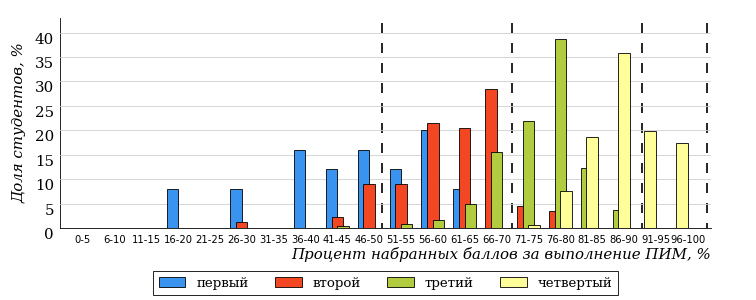 Доля студентов, %
40
35
30
25
20
15
10
5
0
0-5 6-10 11-15 16-20 21-25 26-30 31-35 36-40 41-45 46-50 51-55 56-60 61-65 66-70 71-75 76-80 81-85 86-90 91-95 96-100
Процент набранных баллов за выполнение ПИМ, %
первый второй третий четвертый